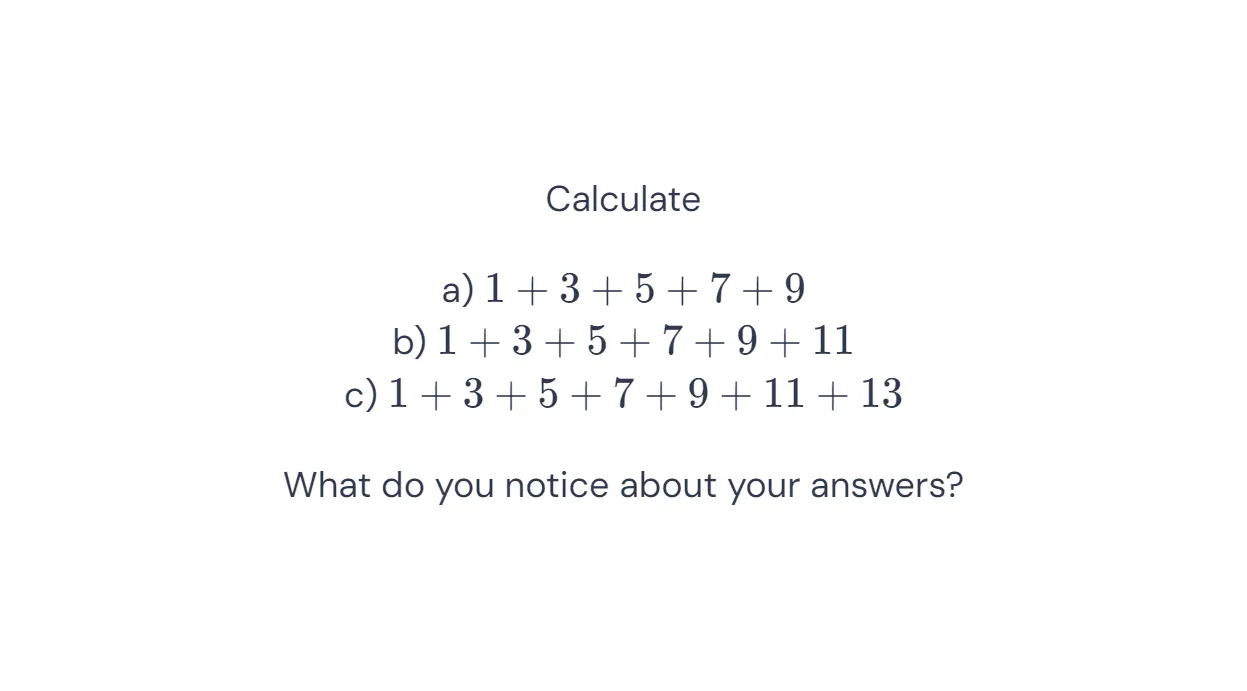 Calculate
a) 1 + 3 + 5 + 7 + 9
b) 1 + 3 + 5 + 7 + 9 + 11
c) 1 + 3 + 5 + 7 + 9 + 11 + 13
What do you notice about your answers?